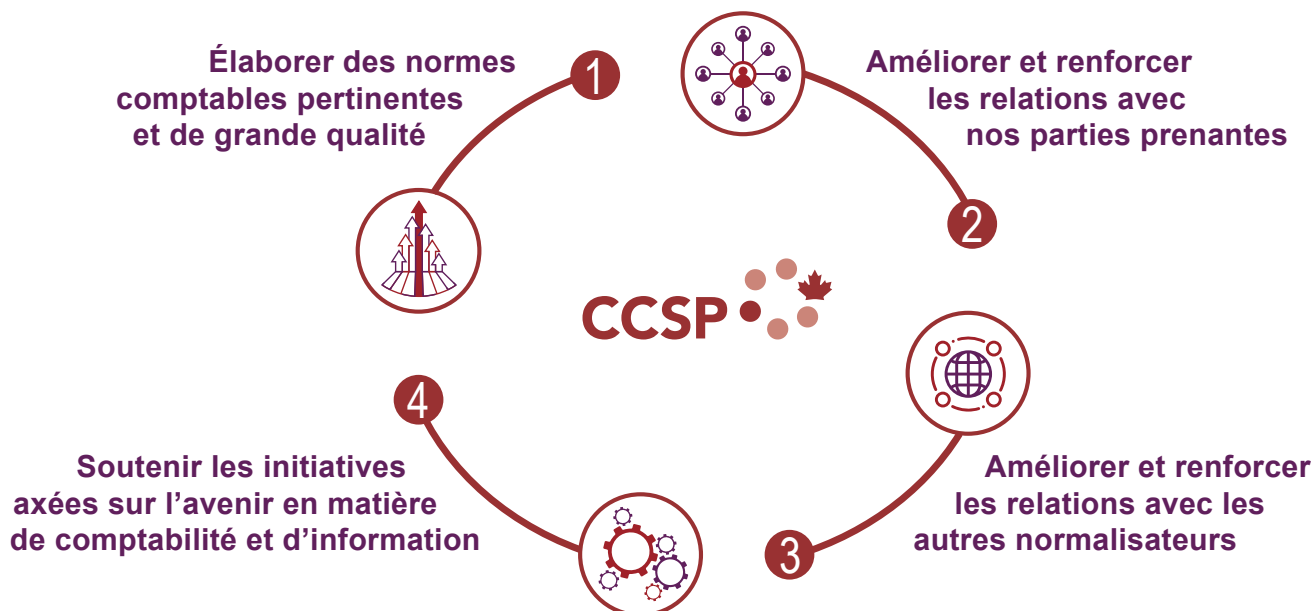 1
Élaborer des normes
comptables pertinentes
et de grande qualité
Améliorer et renforcer
les relations avec
nos parties prenantes
2
CCSP
3
Améliorer et renforcer
les relations avec les
autres normalisateurs
4
Soutenir les initiatives
axées sur l’avenir en matière
de comptabilité et d’information